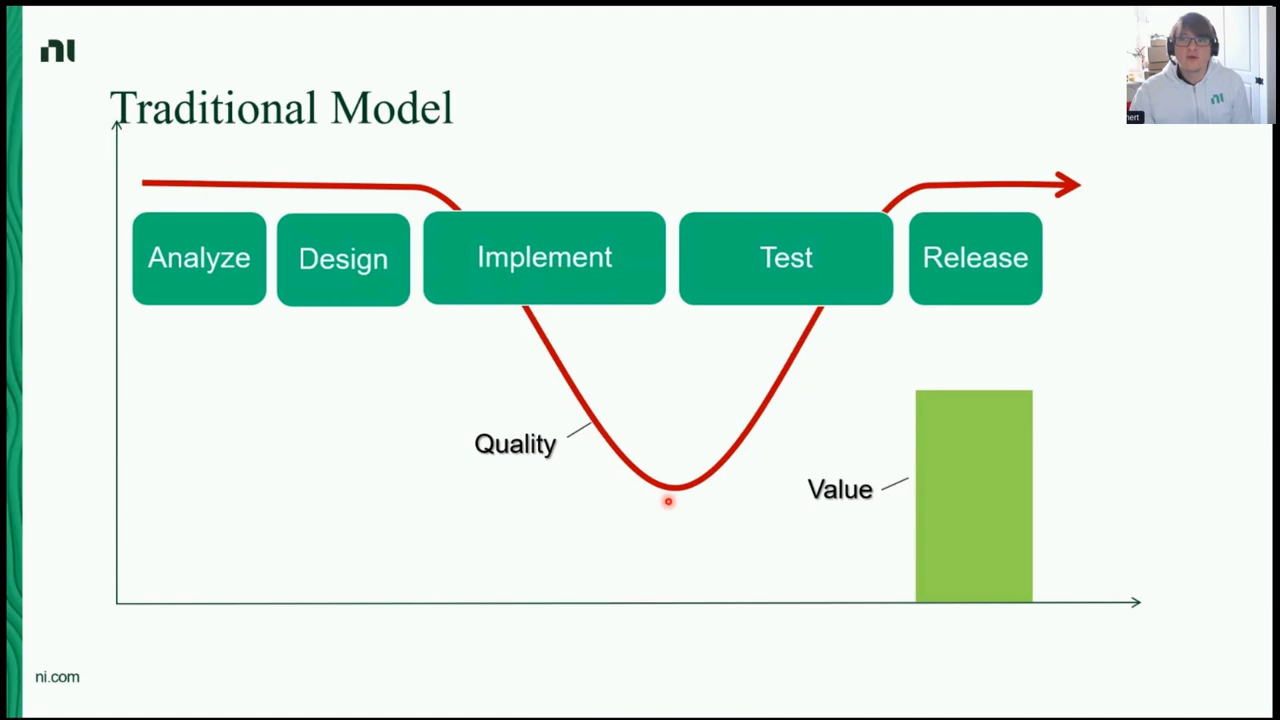 ni
Traditional Model
Analyze
Design
Implement
Test
Release
Quality
Value
ni.com